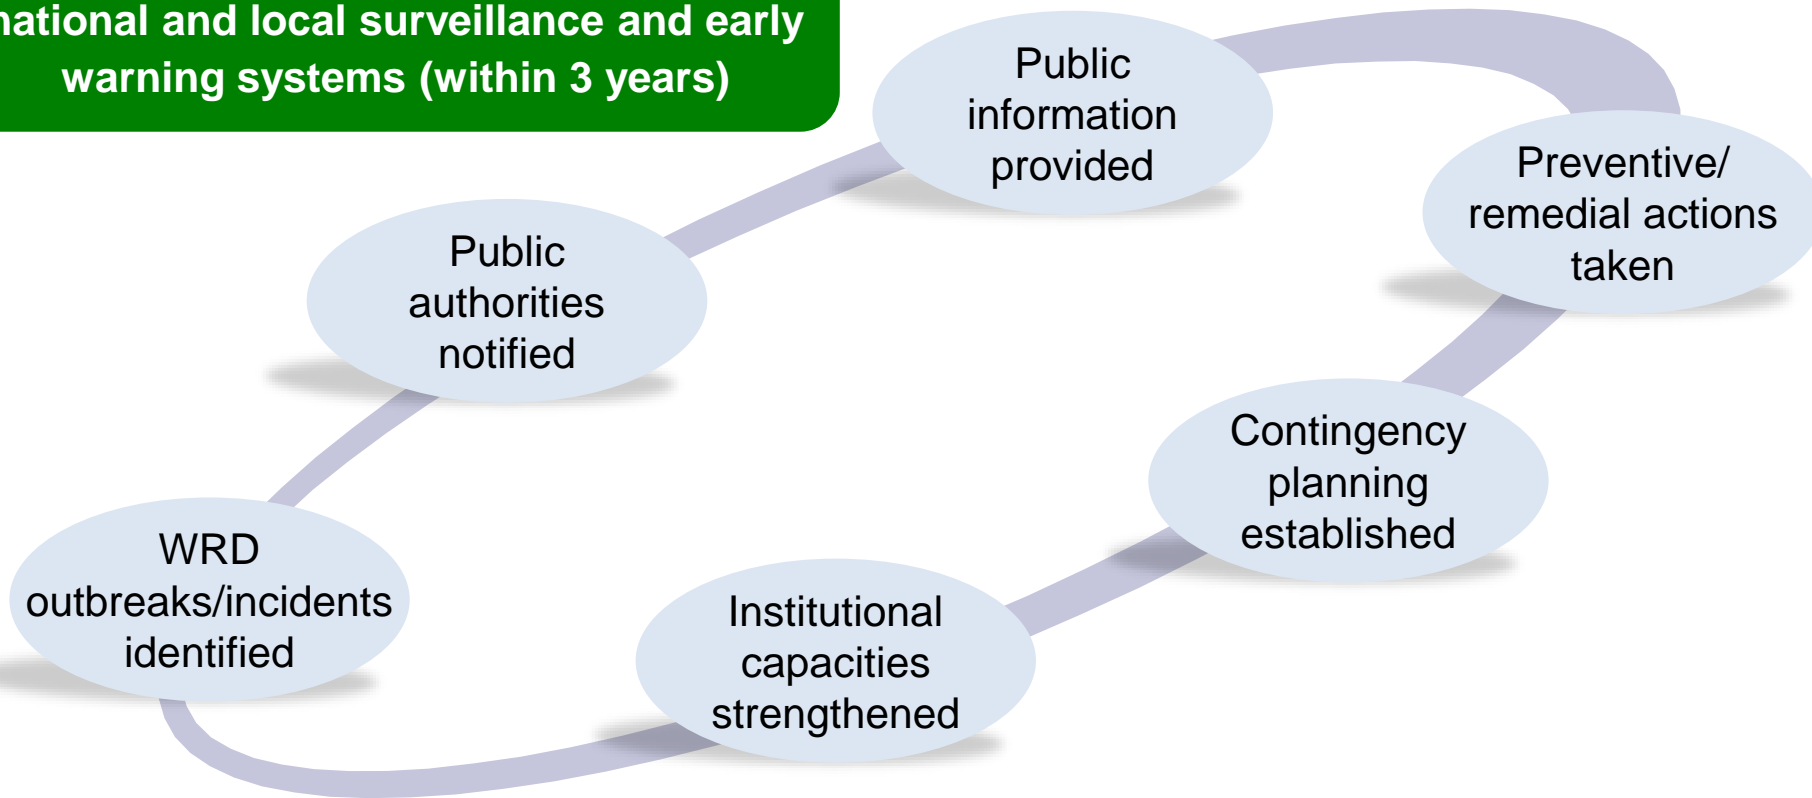 national and local surveillance and early
warning systems (within 3 years)
Public
information
provided
Preventive/
remedial actions
taken
Public
authorities
notified
Contingency
planning
established
WRD
outbreaks/incidents
identified
Institutional
capacities
strengthened